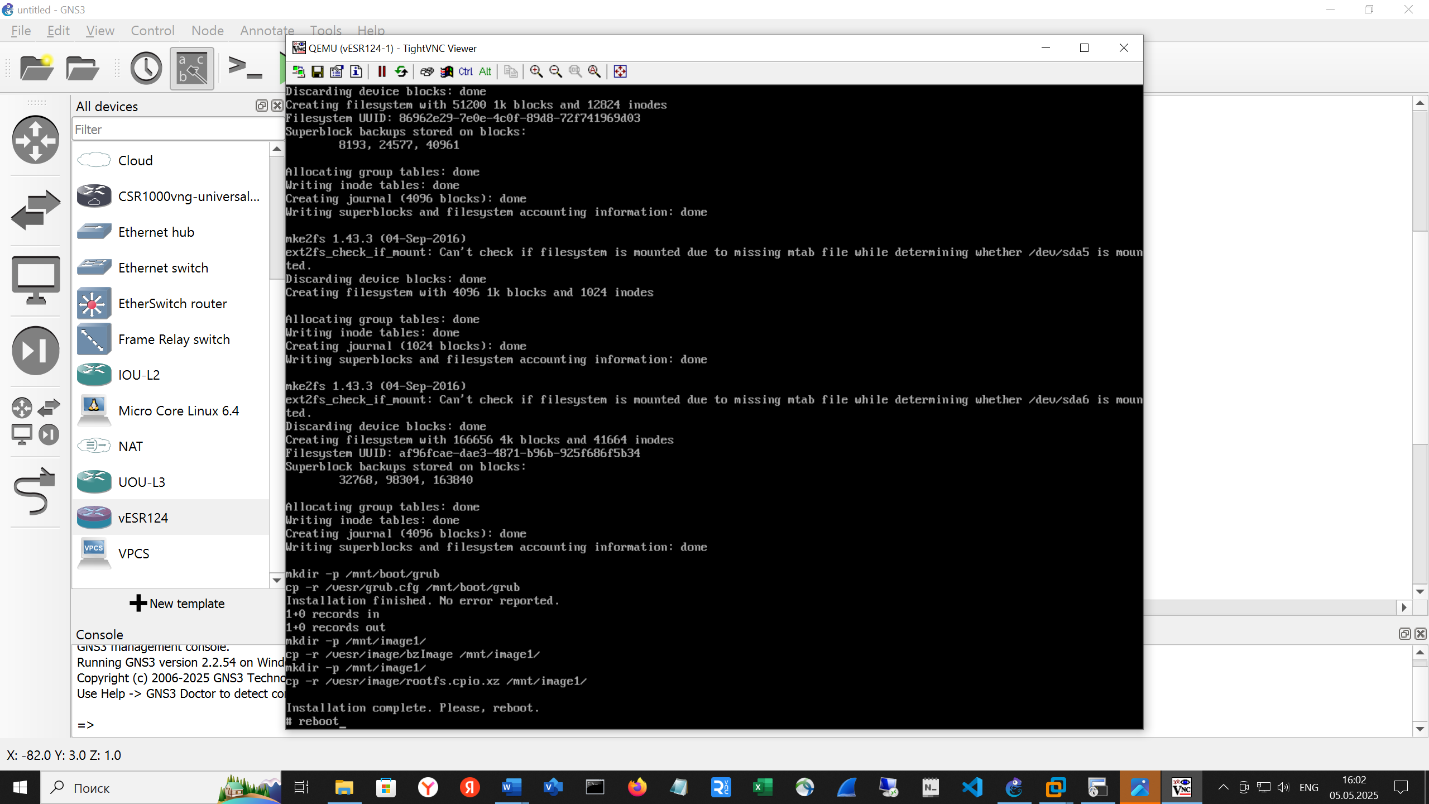 untitled - GNS3
File Edit View Control Node Annotate Tools Help
QEMU (vESR124-1) - TightVNC Viewer
Ctrl Alt
All devices
Filter
Cloud
CSR1000vng-universal...
Ethernet hub
Ethernet switch
EtherSwitch router
Frame Relay switch
IOU-L2
Micro Core Linux 6.4
NAT
UOU-L3
vESR124
VPCS
New template
Discarding device blocks: done
Creating filesystem with 51200 1k blocks and 12824 inodes
Filesystem UUID: 86962e29-7e0e-4c0f-89d8-72f741969d03
Superblock backups stored on blocks:
8193, 24577, 40961
Allocating group tables: done
Writing inode tables: done
Creating journal (4096 blocks): done
Writing superblocks and filesystem accounting information: done
mke2fs 1.43.3 (04-Sep-2016)
ext2fs_check_if_mount: Can't check if filesystem is mounted due to missing mtab file while determining whether /dev/sda5 is moun
ted.
Discarding device blocks: done
Creating filesystem with 4096 1k blocks and 1024 inodes
Allocating group tables: done
Writing inode tables: done
Creating journal (1024 blocks): done
Writing superblocks and filesystem accounting information: done
mke2fs 1.43.3 (04-Sep-2016)
ext2fs_check_if_mount: Can't check if filesystem is mounted due to missing mtab file while determining whether /dev/sda6 is moun
ted.
Discarding device blocks: done
Creating filesystem with 166656 4k blocks and 41664 inodes
Filesystem UUID: af96fcae-dae3-4871-b96b-925f686f5b34
Superblock backups stored on blocks:
32768, 98304, 163840
Allocating group tables: done
Writing inode tables: done
Creating journal (4096 blocks): done
Writing superblocks and filesystem accounting information: done
mkdir -p /mnt/boot/grub
cp -r /vesr/grub.cfg /mnt/boot/grub
Installation finished. No error reported.
1+0 records in
1+0 records out
mkdir -p /mnt/image1/
cp -r /vesr/image/bzImage /mnt/image1/
mkdir -p /mnt/image1/
cp -r /vesr/image/rootfs.cpio.xz /mnt/image1/
Installation complete. Please, reboot.
# reboot_
Console
GNS3 management console.
Running GNS3 version 2.2.54 on Wind
Copyright (c) 2006-2025 GNS3 Techno
Use Help -> GNS3 Doctor to detect co
=>
X: -82.0 Y: 3.0 Z: 1.0
Поиск
ENG
16:02
05.05.2025